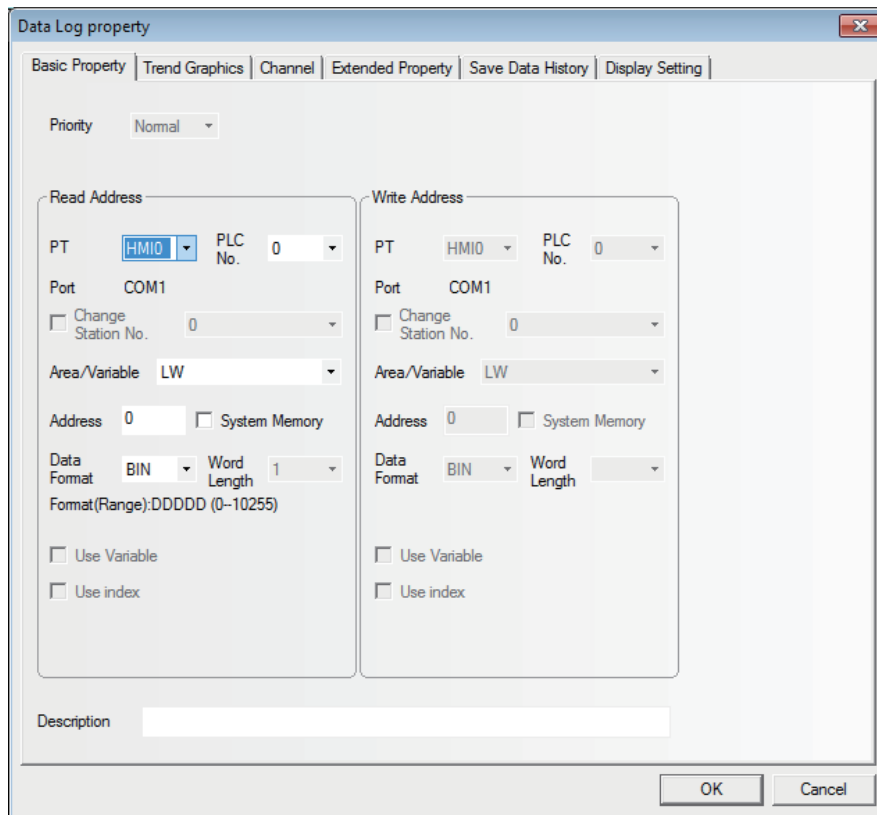 Data Log property
Basic Property Trend Graphics Channel Extended Property Save Data History Display Setting
Priority Normal
Read Address
PT HMI0 PLC No. 0
Port COM1
Change Station No. 0
Area/Variable LW
Address 0 System Memory
Data Format BIN Word Length 1
Format(Range):DDDDD (0--10255)
Use Variable
Use index
Write Address
PT HMI0 PLC No. 0
Port COM1
Change Station No. 0
Area/Variable LW
Address 0 System Memory
Data Format BIN Word Length
Use Variable
Use index
Description
OK Cancel